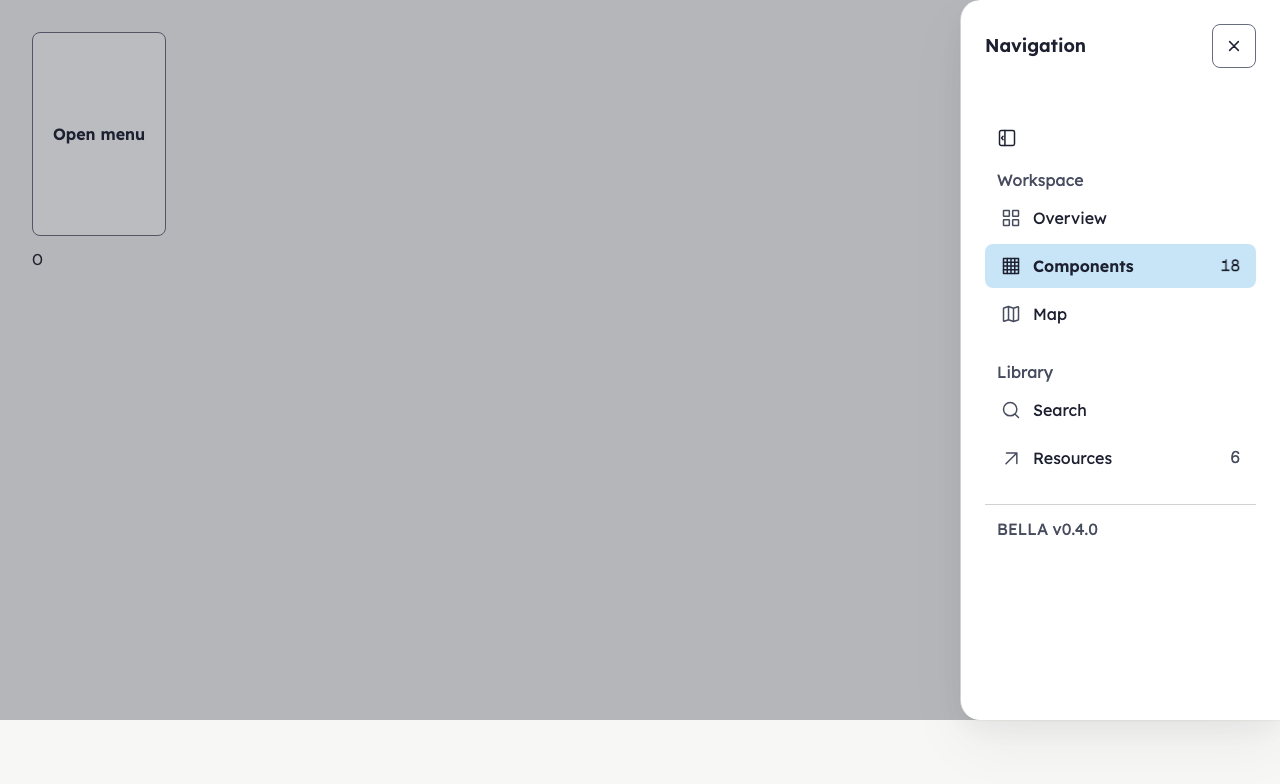 Open menu
0
Navigation
Workspace
Overview
Components 18
Map
Library
Search
Resources 6
BELLA v0.4.0